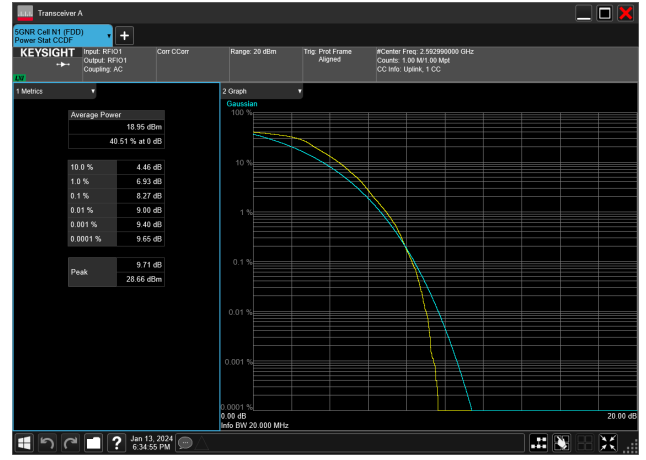 Transceiver A
5GNR Cell N1 (FDD)
Power Stat CCDF
KEYSIGHT
Input: RFIO1
Output: RFIO1
Coupling: AC
Corr CCorr
Range: 20 dBm
Trig: Prot Frame
Aligned
#Center Freq: 2.592990000 GHz
Counts: 1.00 M/1.00 Mpt
CC Info: Uplink, 1 CC
1 Metrics
Average Power
18.95 dBm
40.51 % at 0 dB
10.0 % 4.46 dB
1.0 % 6.93 dB
0.1 % 8.27 dB
0.01 % 9.00 dB
0.001 % 9.40 dB
0.0001 % 9.65 dB
Peak
9.71 dB
28.66 dBm
2 Graph
Gaussian
100 %
10 %
1 %
0.1 %
0.01 %
0.001 %
0.0001 %
0.00 dB
20.00 dB
Info BW 20.000 MHz
?
Jan 13, 2024
6:34:55 PM